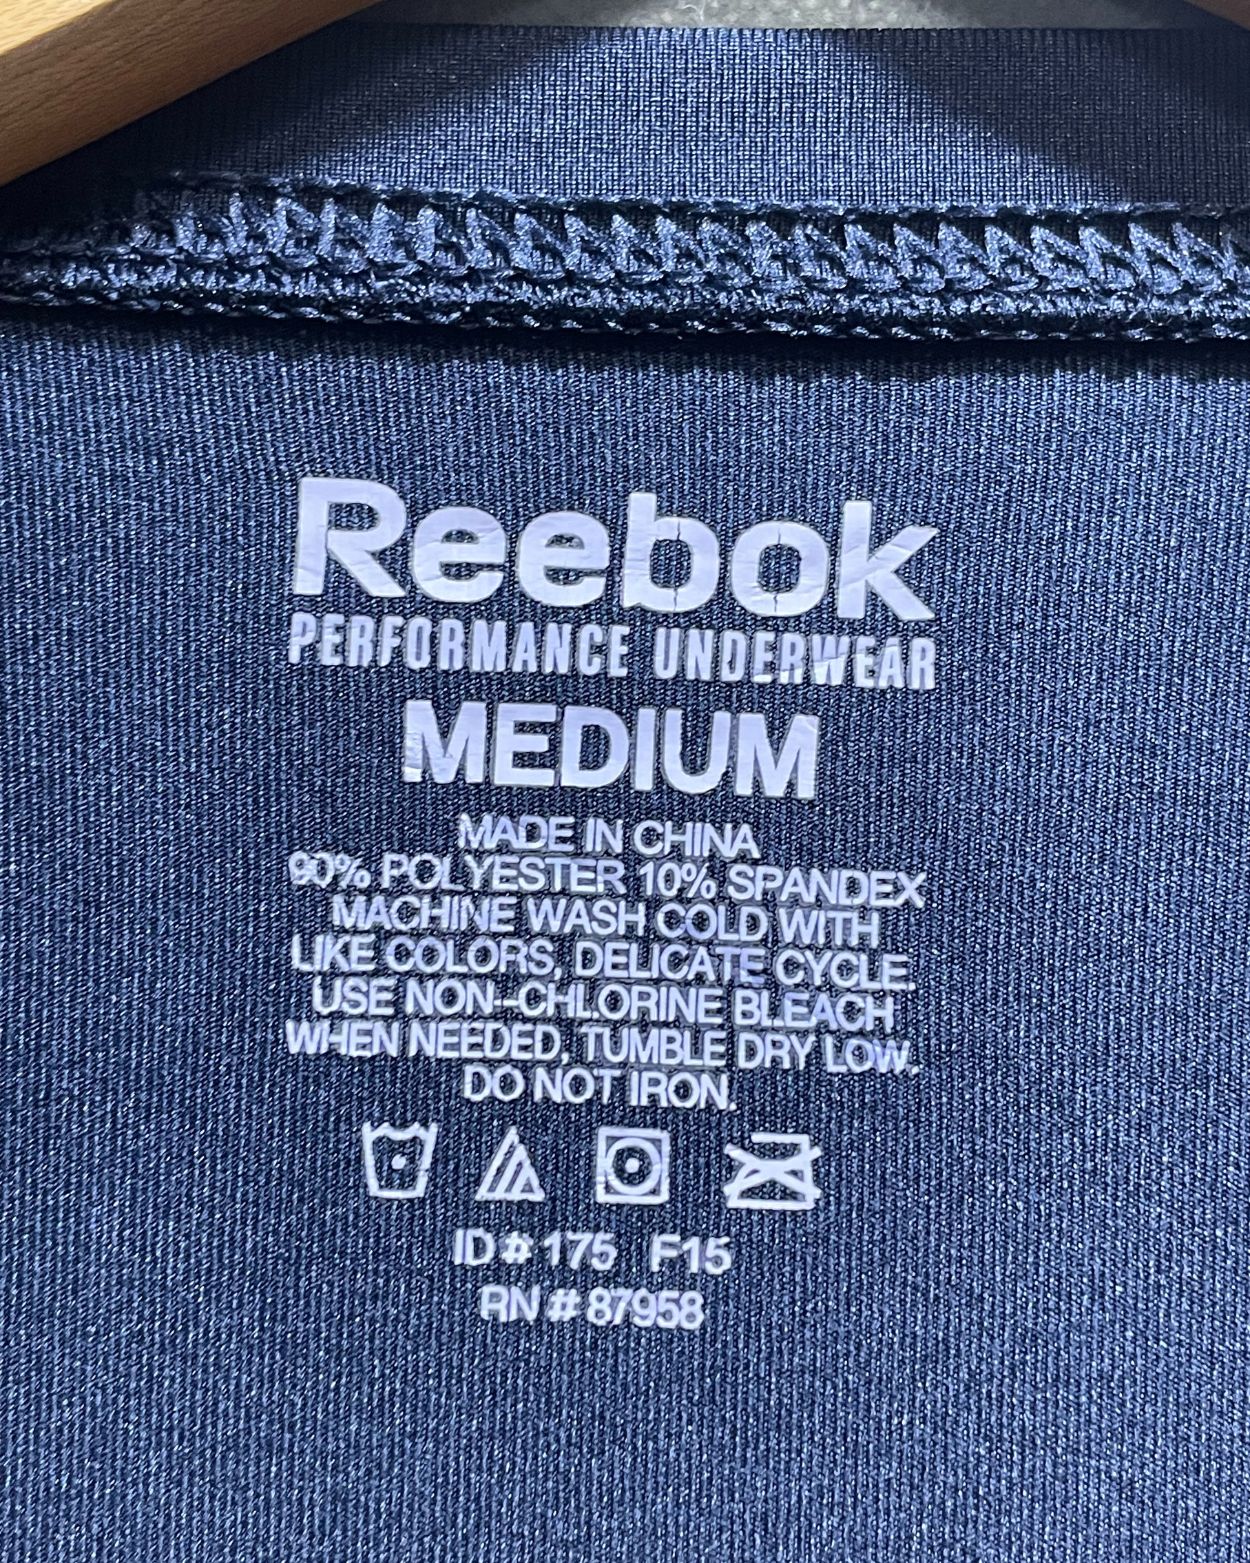 Reebok
PERFORMANCE UNDERWEAR
MEDIUM
MADE IN CHINA
90% POLYESTER 10% SPANDEX
MACHINE WASH COLD WITH
LIKE COLORS, DELICATE CYCLE.
USE NON-CHLORINE BLEACH
WHEN NEEDED, TUMBLE DRY LOW.
DO NOT IRON.
ID # 175 F15
RN # 87958